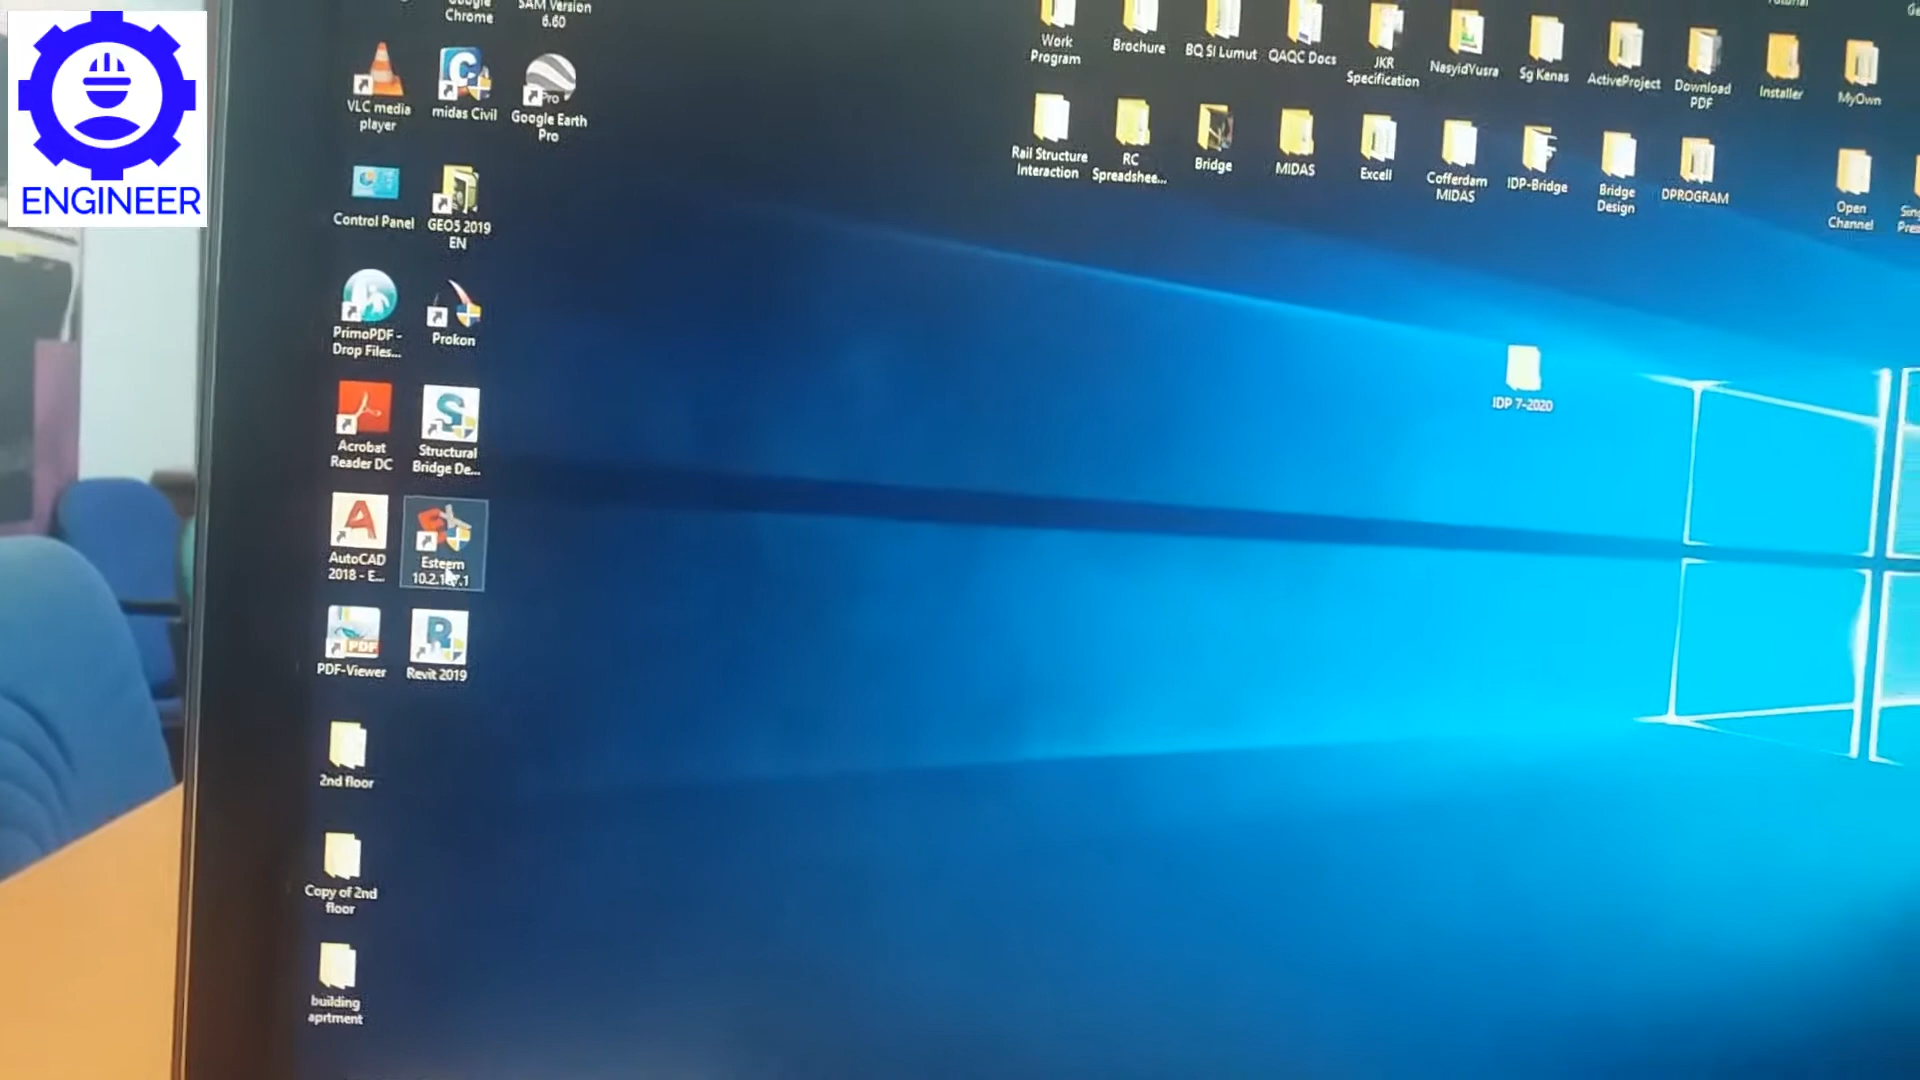 ENGINEER
Google
Chrome
SAM Version
6.60
VLC media
player
midas Civil
Google Earth
Pro
Control Panel
GEO5 2019
EN
PrimoPDF -
Drop Files...
Prokon
Acrobat
Reader DC
Structural
Bridge De...
AutoCAD
2018 - E...
Esteem
PDF
PDF-Viewer
Revit 2019
2nd floor
Copy of 2nd
floor
building
aprtment
Work
Program
Brochure
BQ SI Lumut
QAQC Docs
JKR
Specification
NasyidVusra
Sg Kenas
ActiveProject
Download
PDF
Installer
MyOwn
Rail Structure
Interaction
RC
Spreadshee...
Bridge
MIDAS
Excell
Cofferdam
MIDAS
IDP-Bridge
Bridge
Design
DPROGRAM
Open
Channel
IDP 7-2020